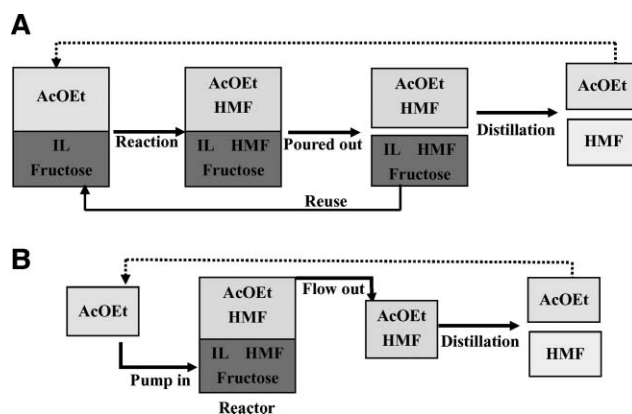 A
AcOEt
IL
Fructose
Reaction
AcOEt
HMF
IL HMF
Fructose
Poured out
AcOEt
HMF
IL HMF
Fructose
Distillation
AcOEt
HMF
Reuse
B
AcOEt
Pump in
AcOEt
HMF
IL HMF
Fructose
Reactor
Flow out
AcOEt
HMF
Distillation
AcOEt
HMF